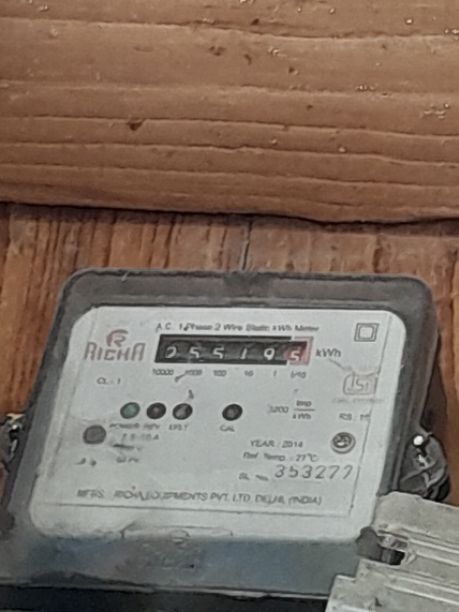 A.C. 1 Phase 2 Wire Static kWh Meter
RICHA
055195 kWh
10000 1000 100 10 1 1/10
CL. 1
3200 imp/kWh
POWER REV E/L CAL
YEAR : 2014
Ref. Temp. : 27°C
SL. No. 353277
MFRS. RICHA EQUIPMENTS PVT. LTD. DELHI, (INDIA)